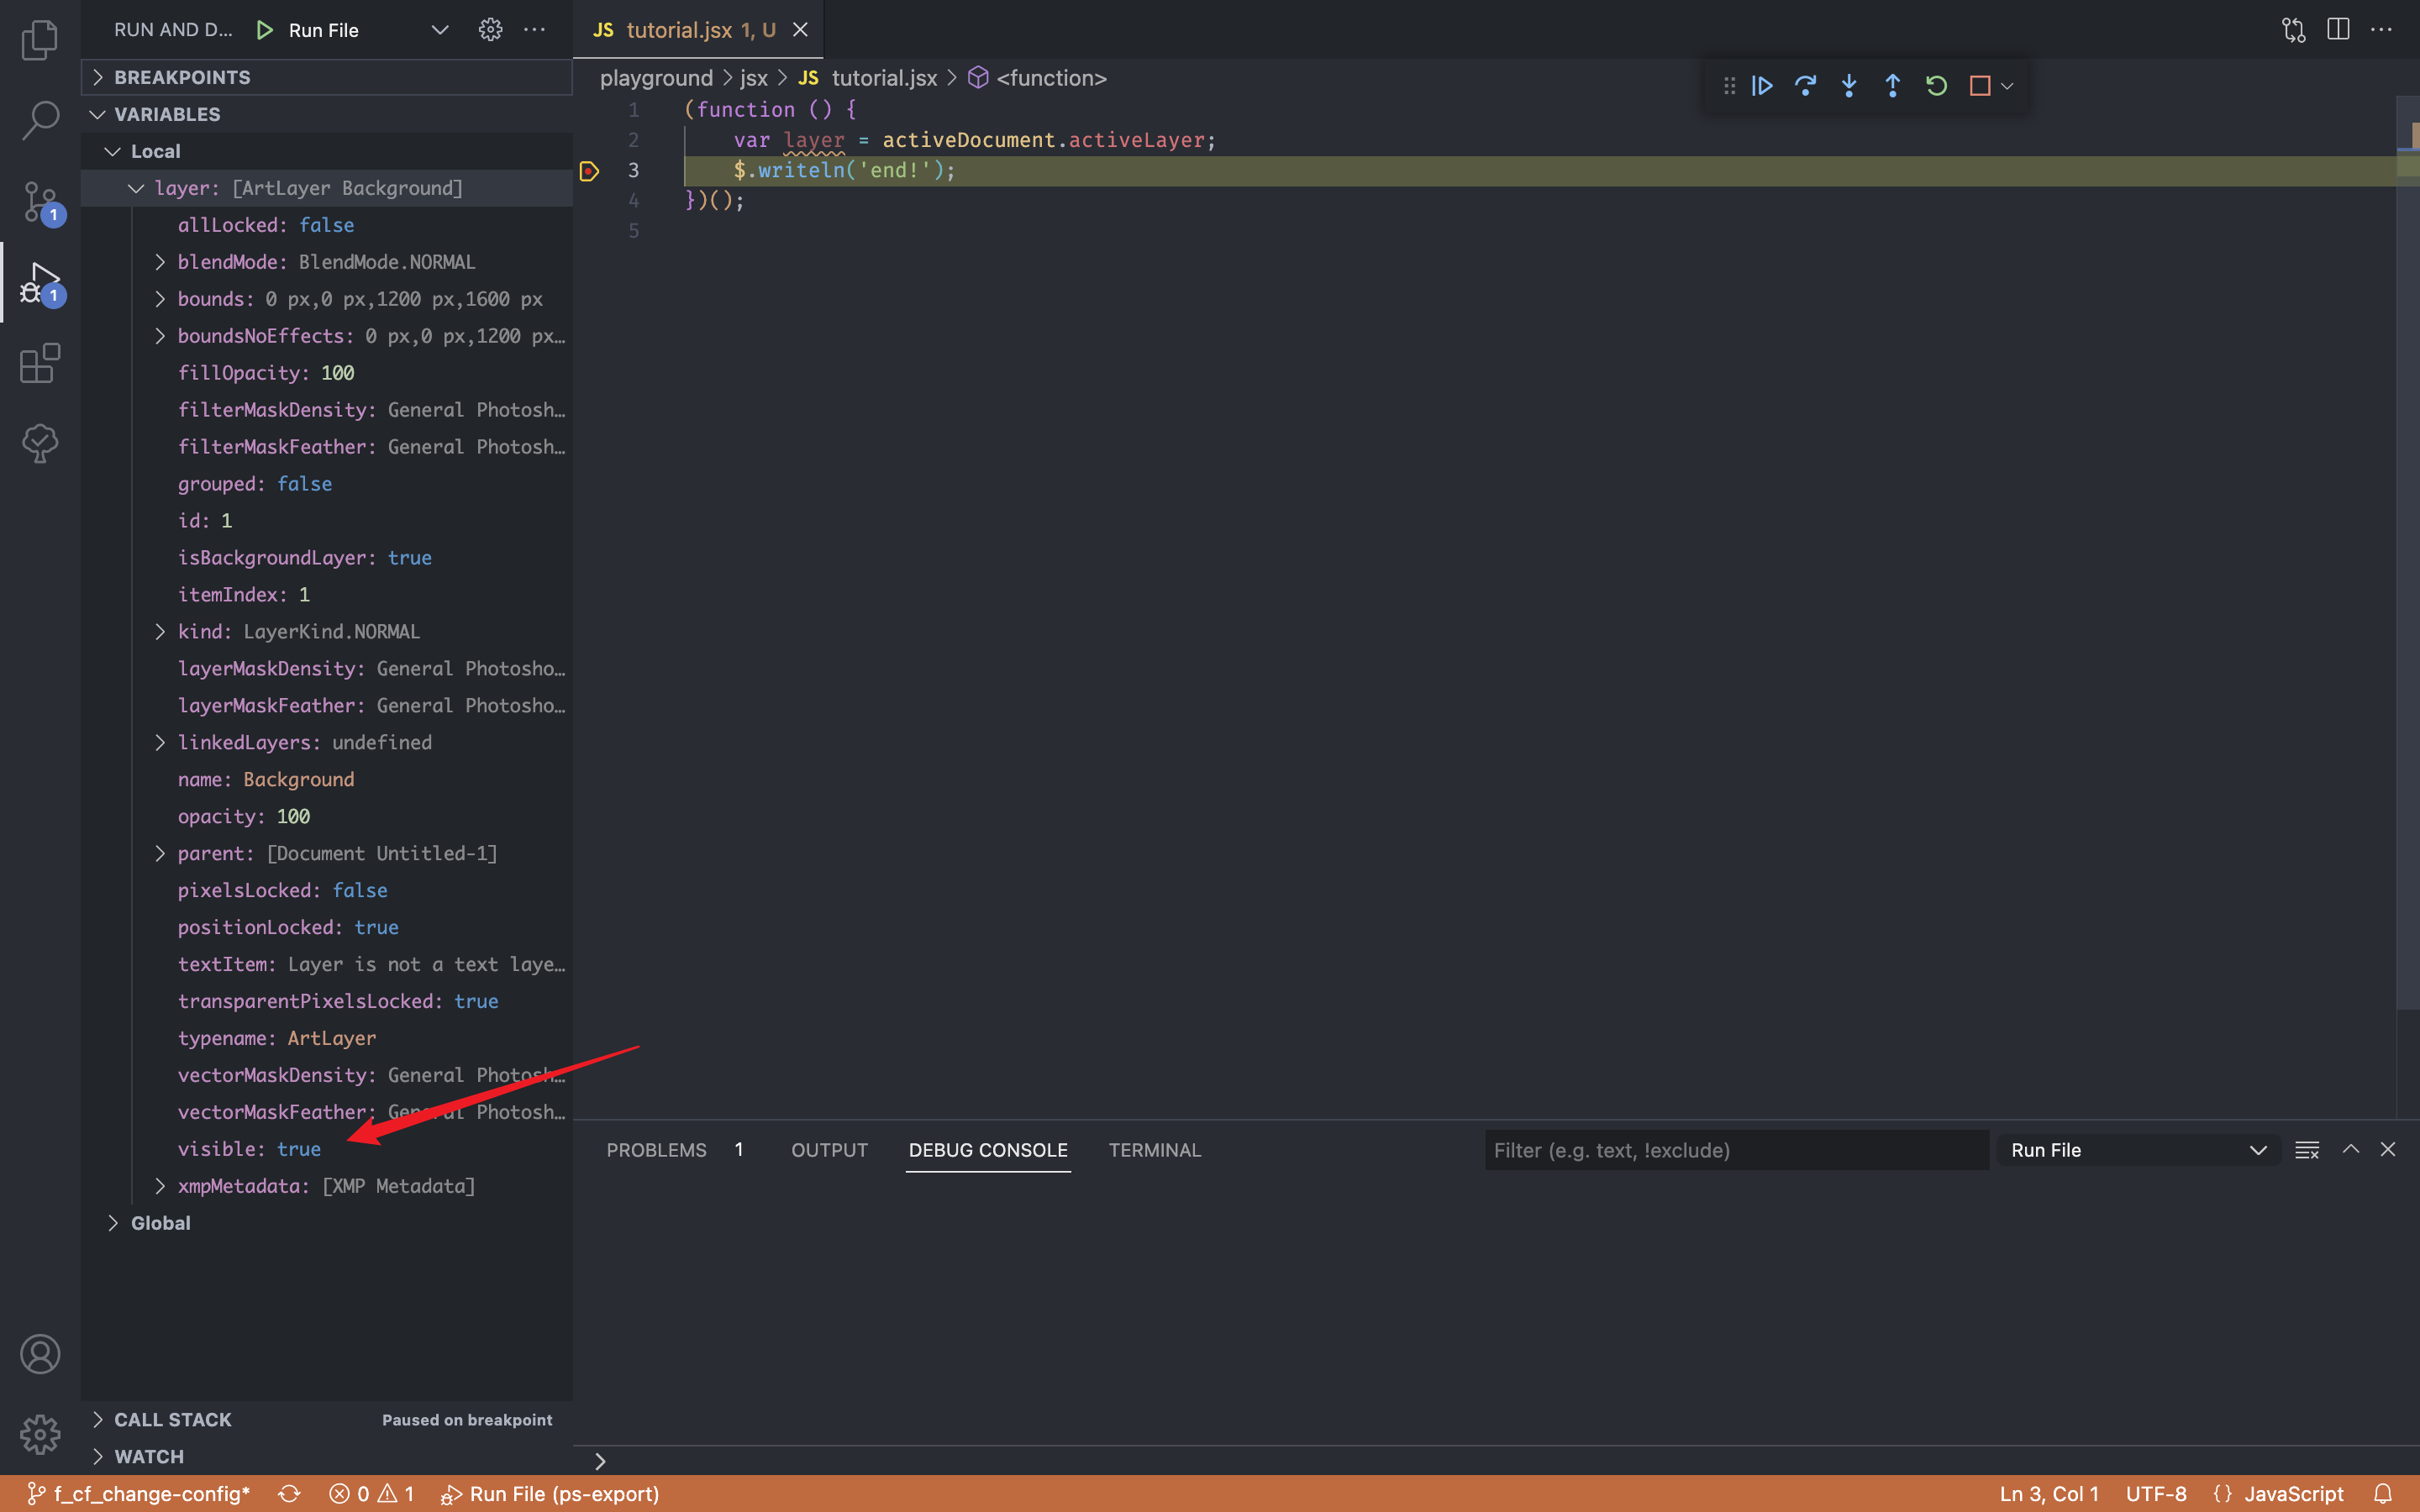 RUN AND D... Run File
BREAKPOINTS
VARIABLES
Local
layer: [ArtLayer Background]
allLocked: false
blendMode: BlendMode.NORMAL
bounds: 0 px,0 px,1200 px,1600 px
boundsNoEffects: 0 px,0 px,1200 px…
fillOpacity: 100
filterMaskDensity: General Photosh…
filterMaskFeather: General Photosh…
grouped: false
id: 1
isBackgroundLayer: true
itemIndex: 1
kind: LayerKind.NORMAL
layerMaskDensity: General Photosho…
layerMaskFeather: General Photosho…
linkedLayers: undefined
name: Background
opacity: 100
parent: [Document Untitled-1]
pixelsLocked: false
positionLocked: true
textItem: Layer is not a text laye…
transparentPixelsLocked: true
typename: ArtLayer
vectorMaskDensity: General Photosh…
vectorMaskFeather: General Photosh…
visible: true
xmpMetadata: [XMP Metadata]
Global
CALL STACK Paused on breakpoint
WATCH
1
1
JS tutorial.jsx 1, U
playground > jsx > JS tutorial.jsx > <function>
1 (function () {
2 var layer = activeDocument.activeLayer;
3 $.writeln('end!');
4 })();
5
PROBLEMS 1 OUTPUT DEBUG CONSOLE TERMINAL Filter (e.g. text, !exclude) Run File
f_cf_change-config* 0 1 Run File (ps-export) Ln 3, Col 1 UTF-8 {} JavaScript